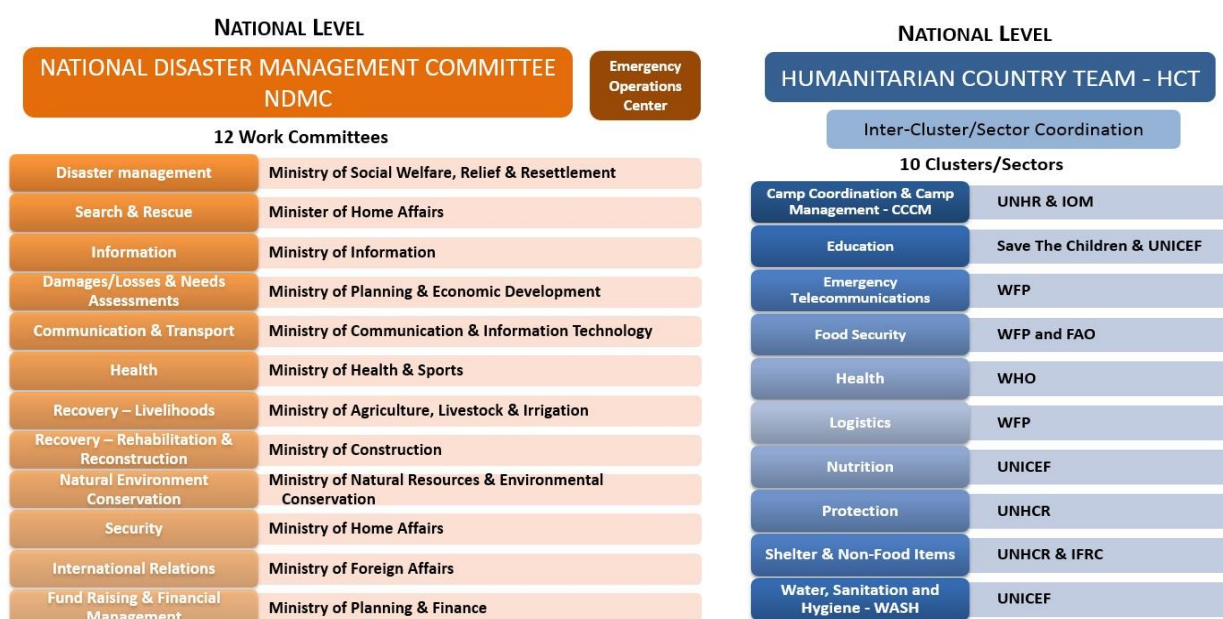 NATIONAL LEVEL
NATIONAL DISASTER MANAGEMENT COMMITTEE
NDMC
Emergency
Operations
Center
12 Work Committees
Disaster management
Ministry of Social Welfare, Relief & Resettlement
Search & Rescue
Minister of Home Affairs
Information
Ministry of Information
Damages/Losses & Needs
Assessments
Ministry of Planning & Economic Development
Communication & Transport
Ministry of Communication & Information Technology
Health
Ministry of Health & Sports
Recovery – Livelihoods
Ministry of Agriculture, Livestock & Irrigation
Recovery – Rehabilitation &
Reconstruction
Ministry of Construction
Natural Environment
Conservation
Ministry of Natural Resources & Environmental
Conservation
Security
Ministry of Home Affairs
International Relations
Ministry of Foreign Affairs
Fund Raising & Financial
Management
Ministry of Planning & Finance
NATIONAL LEVEL
HUMANITARIAN COUNTRY TEAM - HCT
Inter-Cluster/Sector Coordination
10 Clusters/Sectors
Camp Coordination & Camp
Management - CCCM
UNHR & IOM
Education
Save The Children & UNICEF
Emergency
Telecommunications
WFP
Food Security
WFP and FAO
Health
WHO
Logistics
WFP
Nutrition
UNICEF
Protection
UNHCR
Shelter & Non-Food Items
UNHCR & IFRC
Water, Sanitation and
Hygiene - WASH
UNICEF